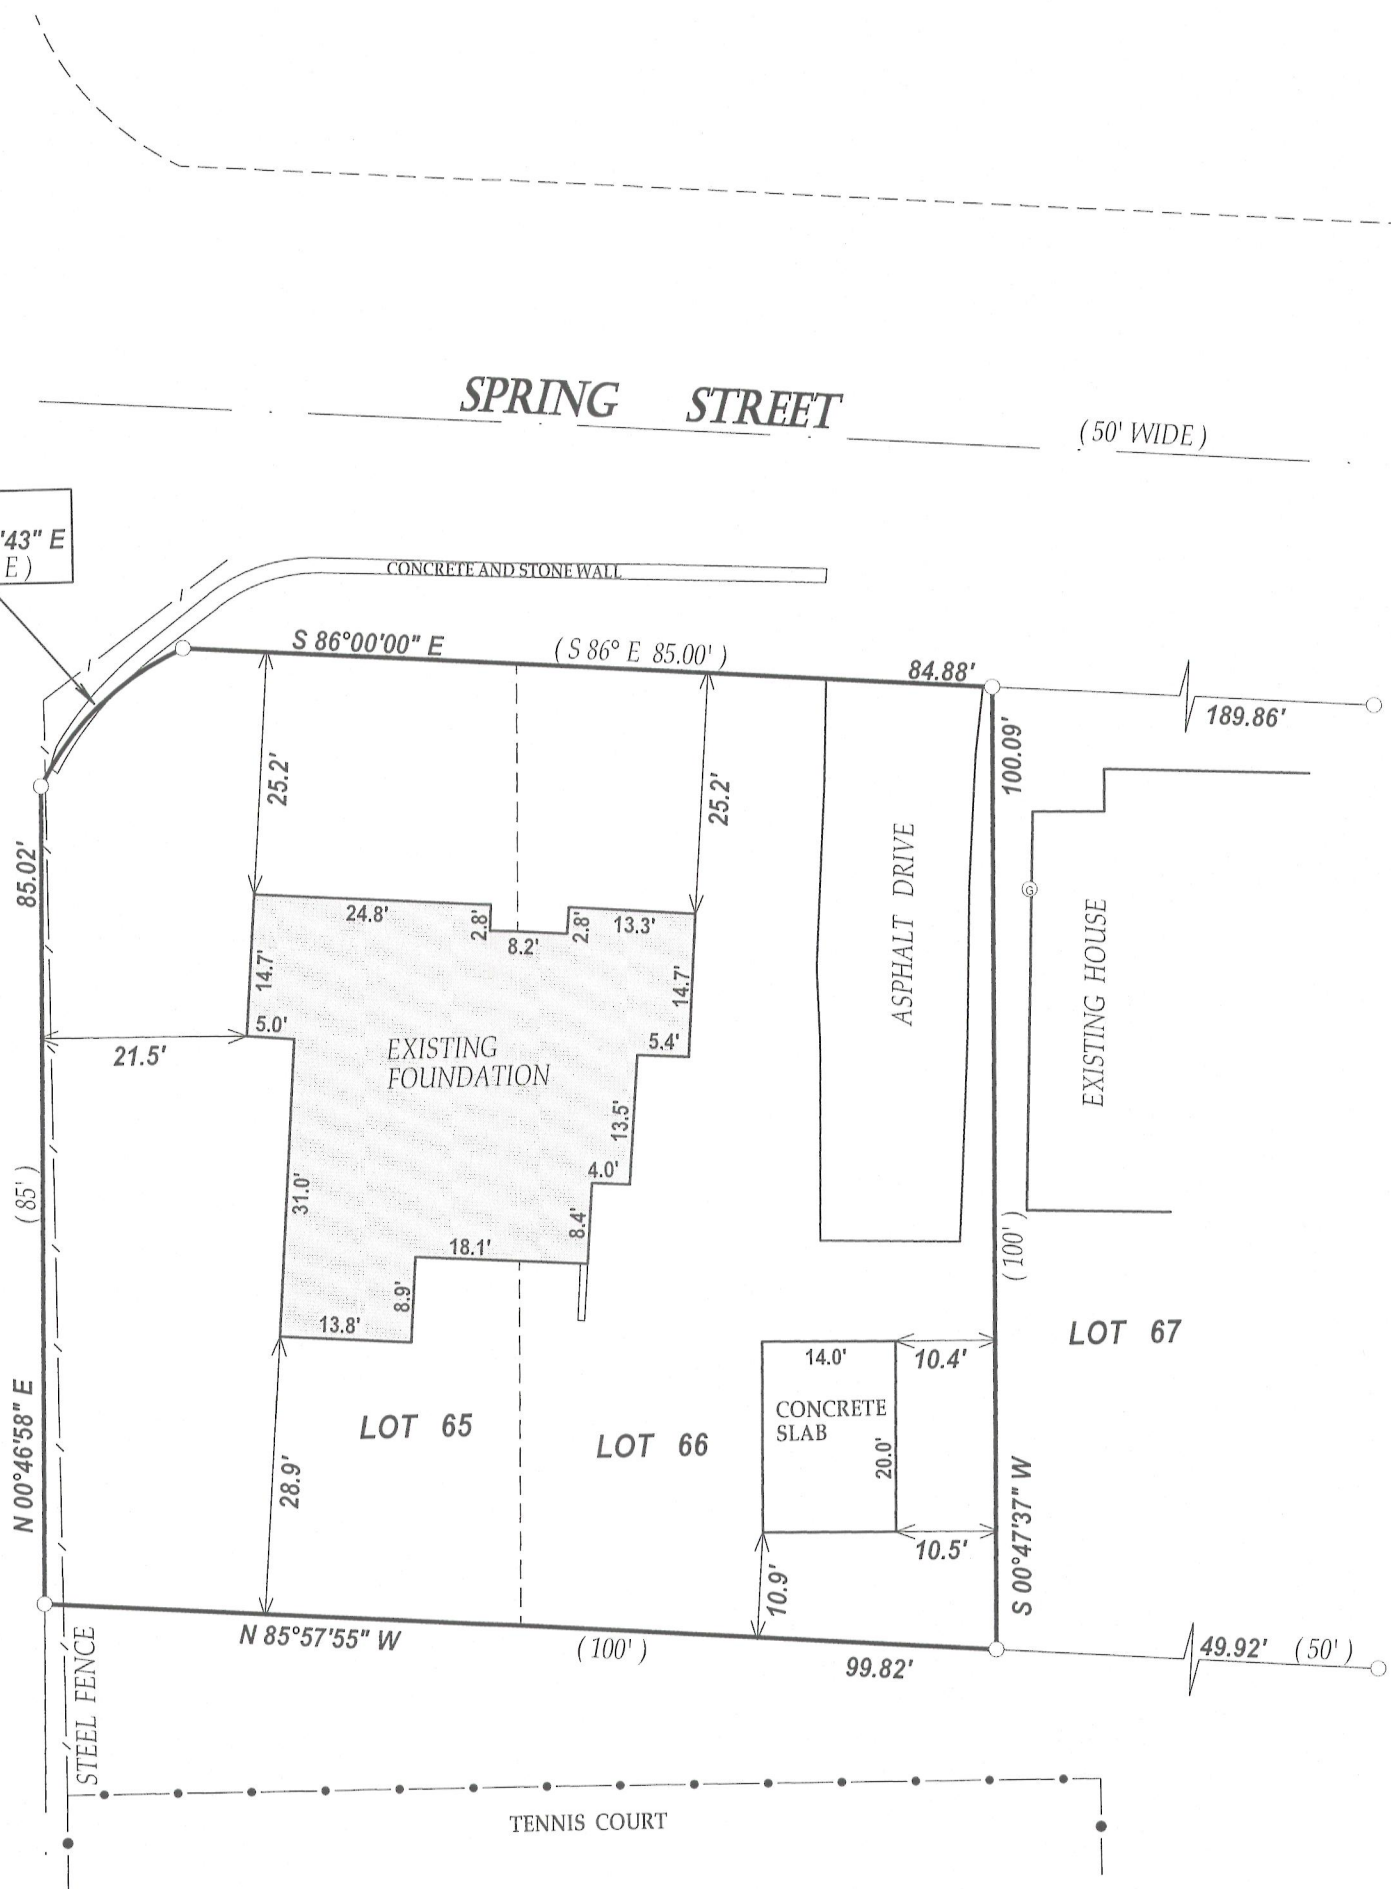 SPRING STREET
( 50' WIDE )
'43" E
E )
CONCRETE AND STONE WALL
S 86°00'00" E
( S 86° E 85.00' )
84.88'
189.86'
100.09'
25.2'
25.2'
85.02'
ASPHALT DRIVE
G
EXISTING HOUSE
24.8'
2.8'
8.2'
2.8'
13.3'
14.7'
14.7'
5.0'
21.5'
EXISTING
FOUNDATION
5.4'
13.5'
4.0'
( 85' )
31.0'
8.4'
18.1'
8.9'
13.8'
( 100' )
LOT 67
14.0'
10.4'
CONCRETE
SLAB
20.0'
LOT 65
LOT 66
28.9'
N 00°46'58" E
S 00°47'37" W
10.5'
10.9'
N 85°57'55" W
( 100' )
99.82'
49.92' ( 50' )
STEEL FENCE
TENNIS COURT